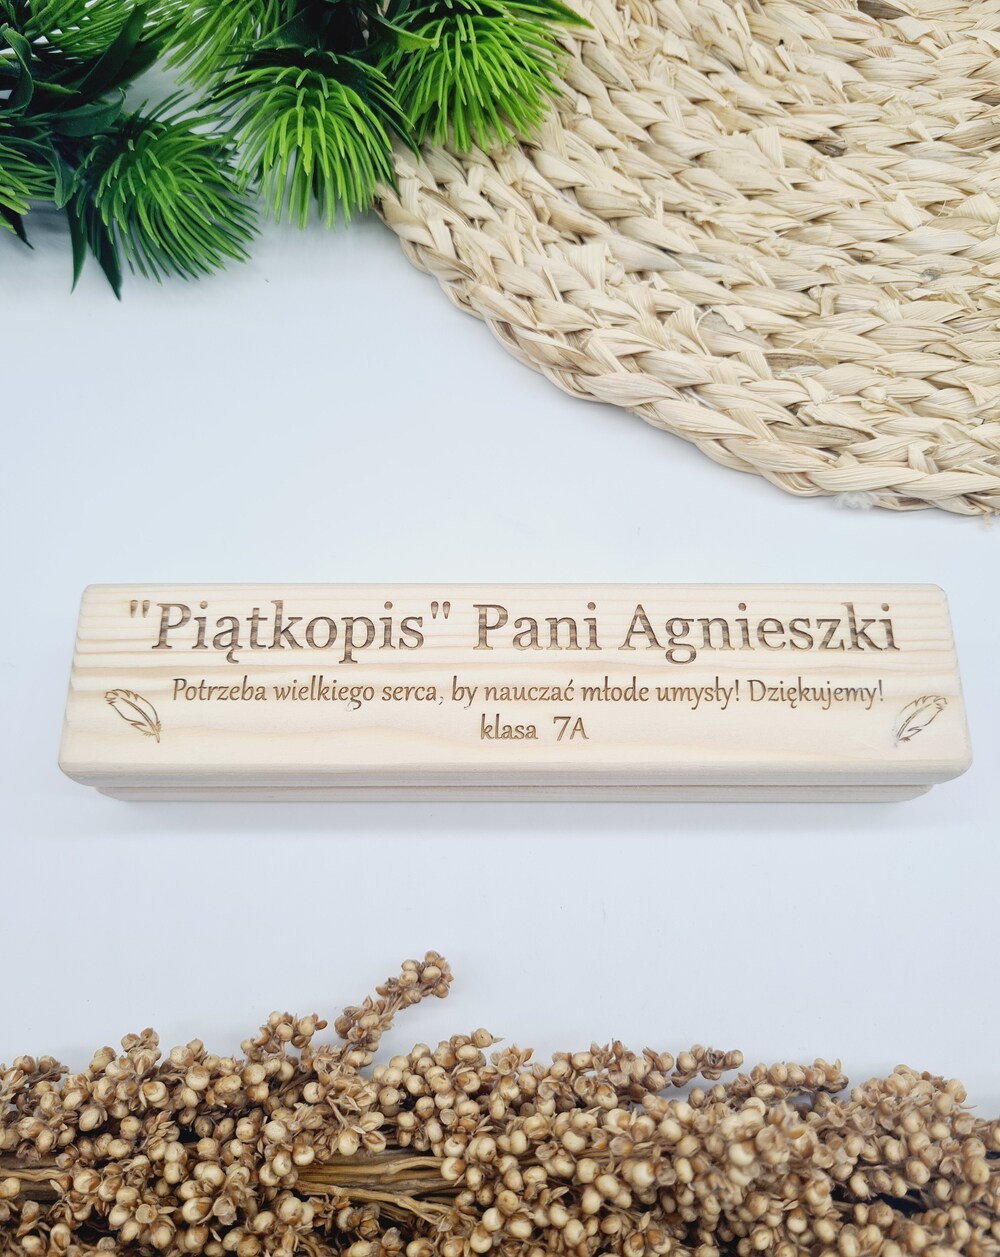 "Piątkopis" Pani Agnieszki
Potrzeba wielkiego serca, by nauczać młode umysły! Dziękujemy!
klasa 7A